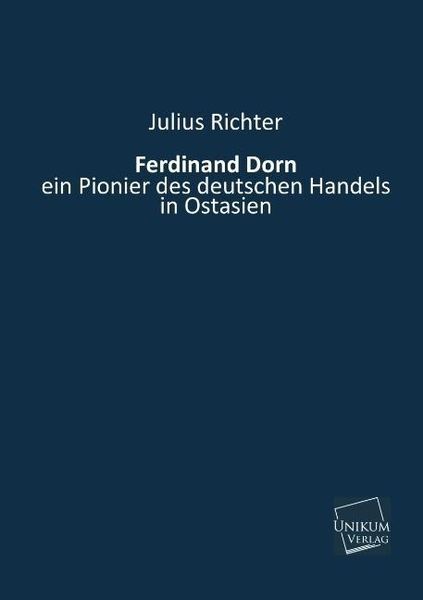 Julius Richter
Ferdinand Dorn
ein Pionier des deutschen Handels
in Ostasien
UNIKUM
VERLAG